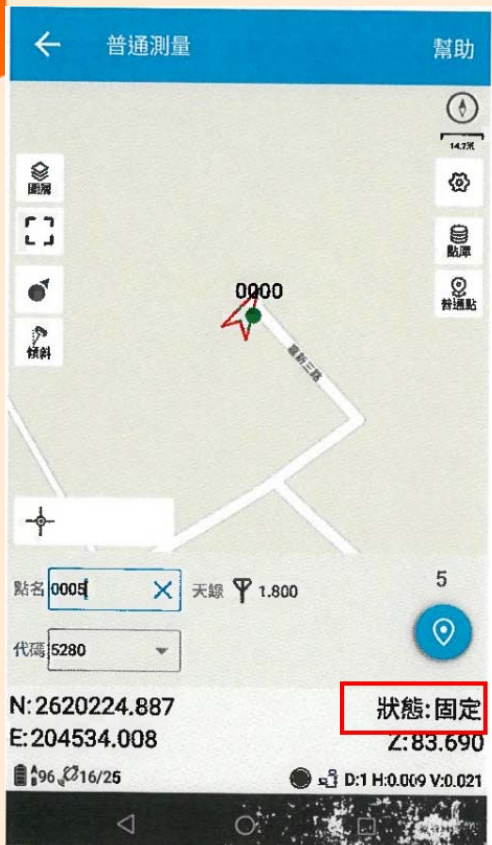 普通測量
幫助
14.2米
圖層
點庫
普通點
傾斜
0000
點名 0005
天線 1.800
5
代碼 5280
N:2620224.887
狀態:固定
E:204534.008
Z:83.690
96 16/25
D:1 H:0.009 V:0.021